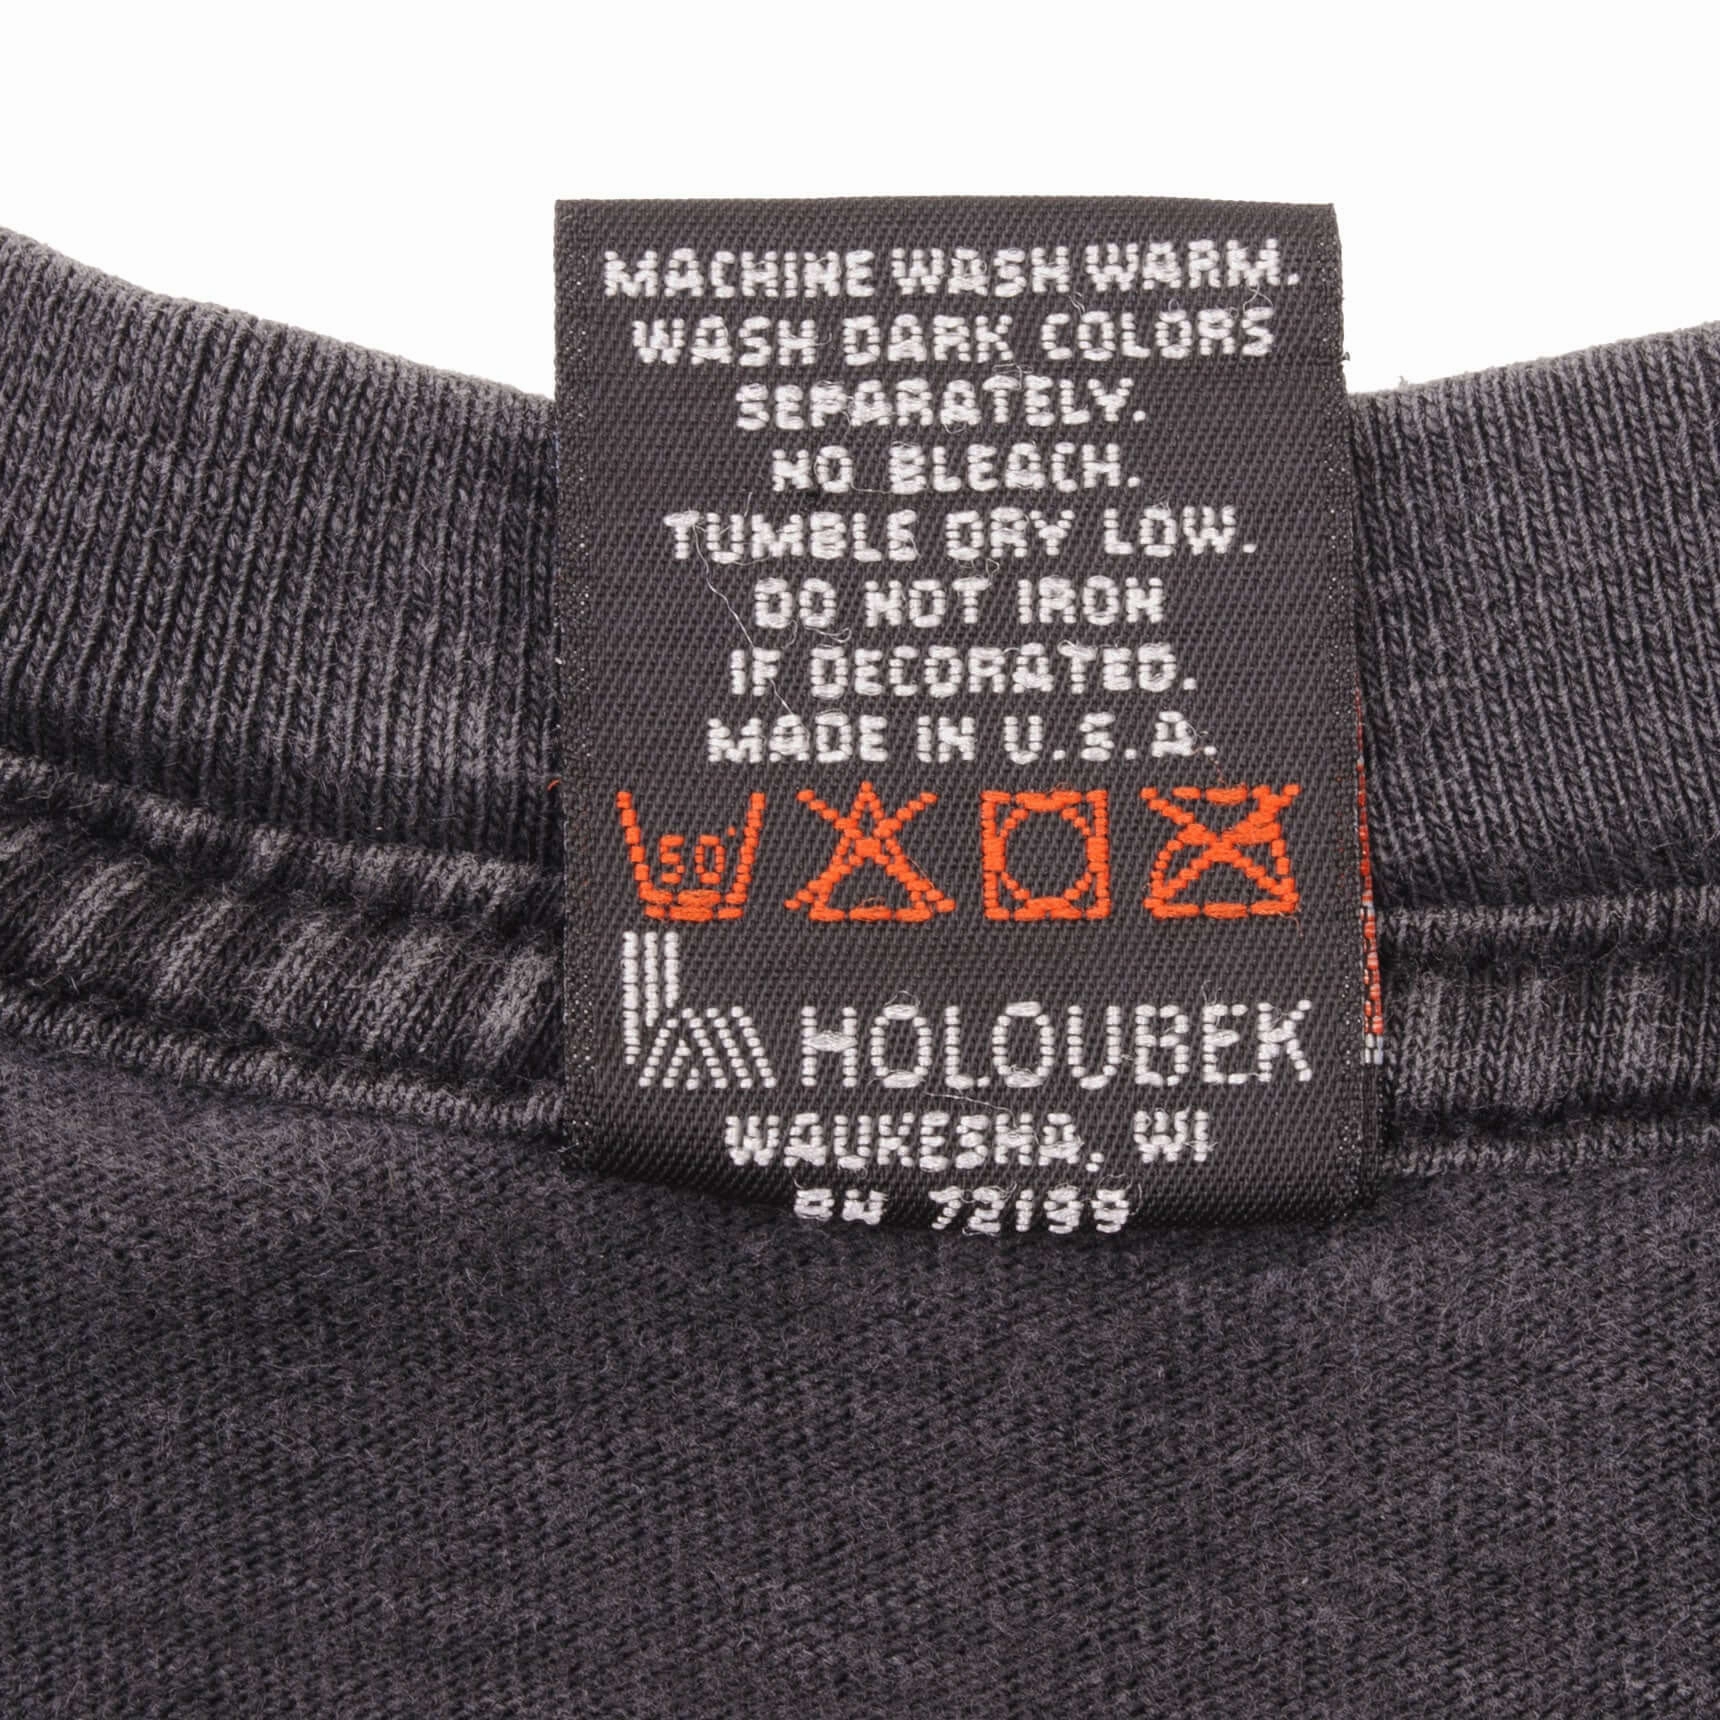 MACHINE WASH WARM.
WASH DARK COLORS
SEPARATELY.
NO BLEACH.
TUMBLE DRY LOW.
DO NOT IRON
IF DECORATED.
MADE IN U.S.A.
50°
HOLOUBEK
WAUKESHA, WI
RN 72199